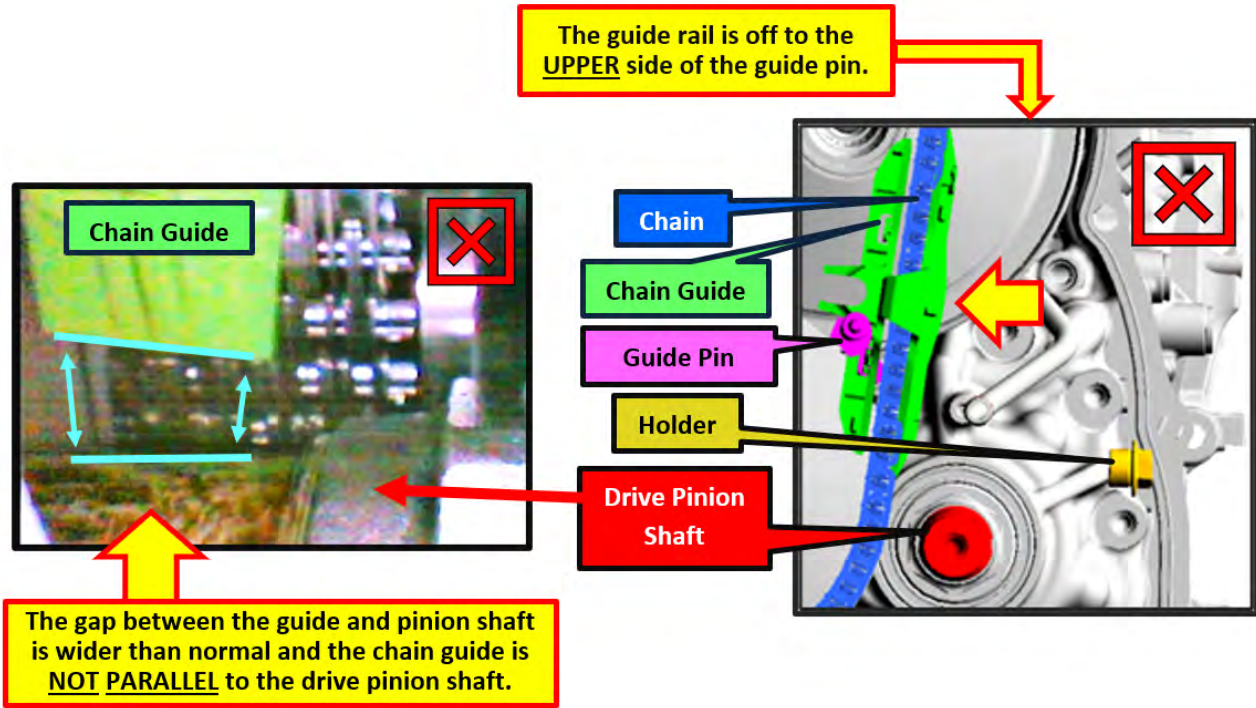 The guide rail is off to the
UPPER side of the guide pin.
Chain Guide
Chain
Chain Guide
Guide Pin
Holder
Drive Pinion
Shaft
The gap between the guide and pinion shaft
is wider than normal and the chain guide is
NOT PARALLEL to the drive pinion shaft.